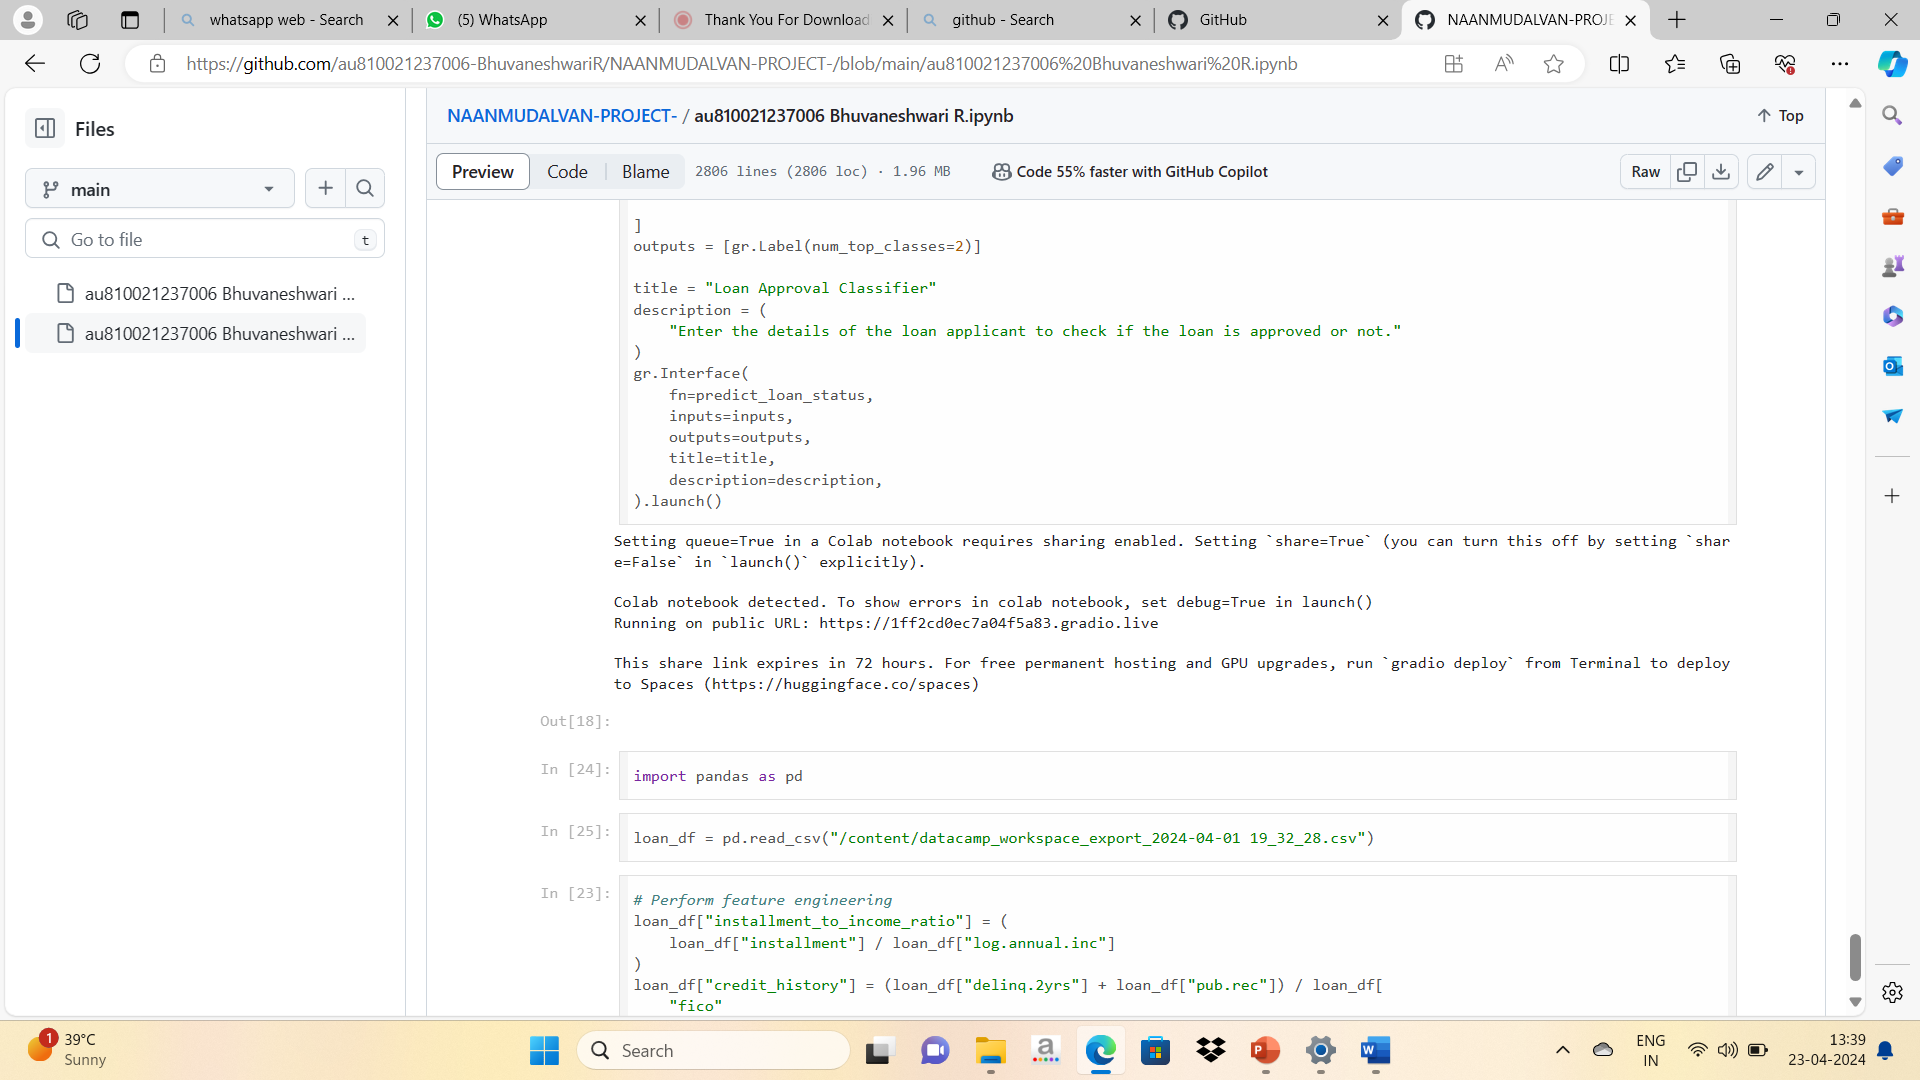 whatsapp web - Search
(5) WhatsApp
Thank You For Download
github - Search
GitHub
NAANMUDALVAN-PROJE
https://github.com/au810021237006-BhuvaneshwariR/NAANMUDALVAN-PROJECT-/blob/main/au810021237006%20Bhuvaneshwari%20R.ipynb
Files
main
Go to file
t
au810021237006 Bhuvaneshwari ...
au810021237006 Bhuvaneshwari ...
NAANMUDALVAN-PROJECT- / au810021237006 Bhuvaneshwari R.ipynb
Top
Preview Code Blame 2806 lines (2806 loc) · 1.96 MB Code 55% faster with GitHub Copilot
Raw
]
outputs = [gr.Label(num_top_classes=2)]
title = "Loan Approval Classifier"
description = (
"Enter the details of the loan applicant to check if the loan is approved or not."
)
gr.Interface(
fn=predict_loan_status,
inputs=inputs,
outputs=outputs,
title=title,
description=description,
).launch()
Setting queue=True in a Colab notebook requires sharing enabled. Setting `share=True` (you can turn this off by setting `shar
e=False` in `launch()` explicitly).
Colab notebook detected. To show errors in colab notebook, set debug=True in launch()
Running on public URL: https://1ff2cd0ec7a04f5a83.gradio.live
This share link expires in 72 hours. For free permanent hosting and GPU upgrades, run `gradio deploy` from Terminal to deploy
to Spaces (https://huggingface.co/spaces)
Out[18]:
In [24]:
import pandas as pd
In [25]:
loan_df = pd.read_csv("/content/datacamp_workspace_export_2024-04-01 19_32_28.csv")
In [23]:
# Perform feature engineering
loan_df["installment_to_income_ratio"] = (
loan_df["installment"] / loan_df["log.annual.inc"]
)
loan_df["credit_history"] = (loan_df["delinq.2yrs"] + loan_df["pub.rec"]) / loan_df[
"fico"
1
39°C
Sunny
Search
ENG
IN
13:39
23-04-2024